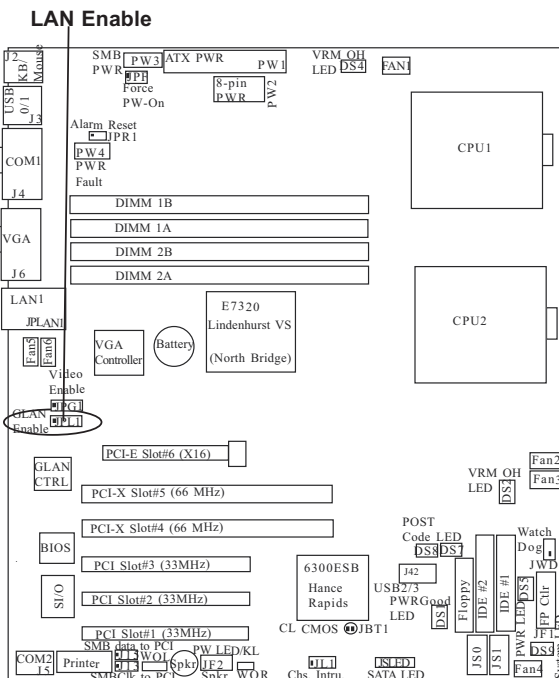 LAN Enable
J2
KB/
Mouse
SMB
PWR
PW3
ATX PWR
PW1
JPF
Force
PW-On
8-pin
PWR
PW2
VRM OH
LED
DS4
FAN1
USB
0/1
J3
Alarm Reset
JPR1
PW4
PWR
Fault
COM1
J4
CPU1
DIMM 1B
DIMM 1A
DIMM 2B
DIMM 2A
VGA
J6
LAN1
JPLAN1
Fan5
Fan6
VGA
Controller
Battery
E7320
Lindenhurst VS
(North Bridge)
CPU2
Video
Enable
JPG1
GLAN
Enable
JPL1
PCI-E Slot#6 (X16)
GLAN
CTRL
PCI-X Slot#5 (66 MHz)
VRM OH
LED
DS2
Fan2
Fan3
PCI-X Slot#4 (66 MHz)
BIOS
POST
Code LED
DS8
DS7
Watch
Dog
JWD
PCI Slot#3 (33MHz)
6300ESB
Hance
Rapids
J42
USB2/3
PWRGood
LED
DS1
Floppy
IDE #2
IDE #1
DS5
PWR LED
FP Ctlr
JF1
SI/O
PCI Slot#2 (33MHz)
PCI Slot#1 (33MHz)
CL CMOS
JBT1
DS9
COM2
J5
Printer
SMB data to PCI
WOL
Spkr
PW LED/KL
JF2
JL1
JSLED
JS0
JS1
Fan4
Spkr
WOR
Chs. Intru
SATA LED